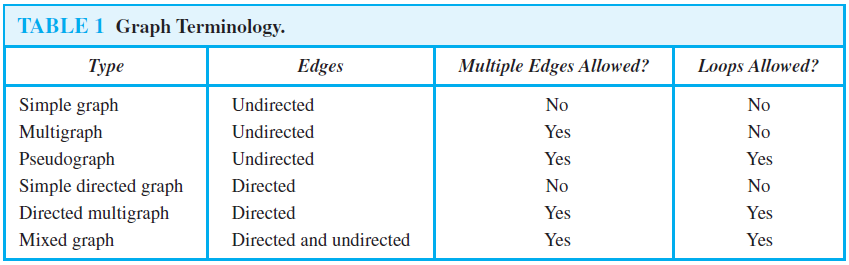 TABLE 1 Graph Terminology.
Type Edges Multiple Edges Allowed? Loops Allowed?
Simple graph Undirected No No
Multigraph Undirected Yes No
Pseudograph Undirected Yes Yes
Simple directed graph Directed No No
Directed multigraph Directed Yes Yes
Mixed graph Directed and undirected Yes Yes